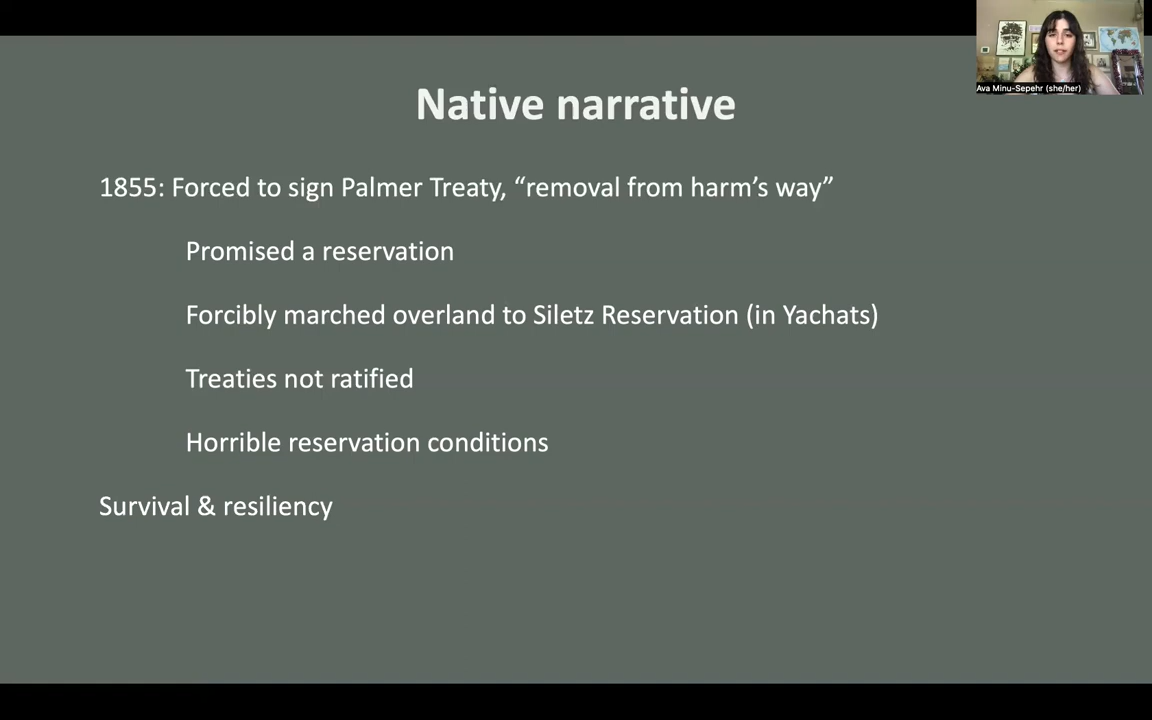 Ava Minu-Sepehr (she/her)
Native narrative
1855: Forced to sign Palmer Treaty, “removal from harm’s way”
Promised a reservation
Forcibly marched overland to Siletz Reservation (in Yachats)
Treaties not ratified
Horrible reservation conditions
Survival & resiliency